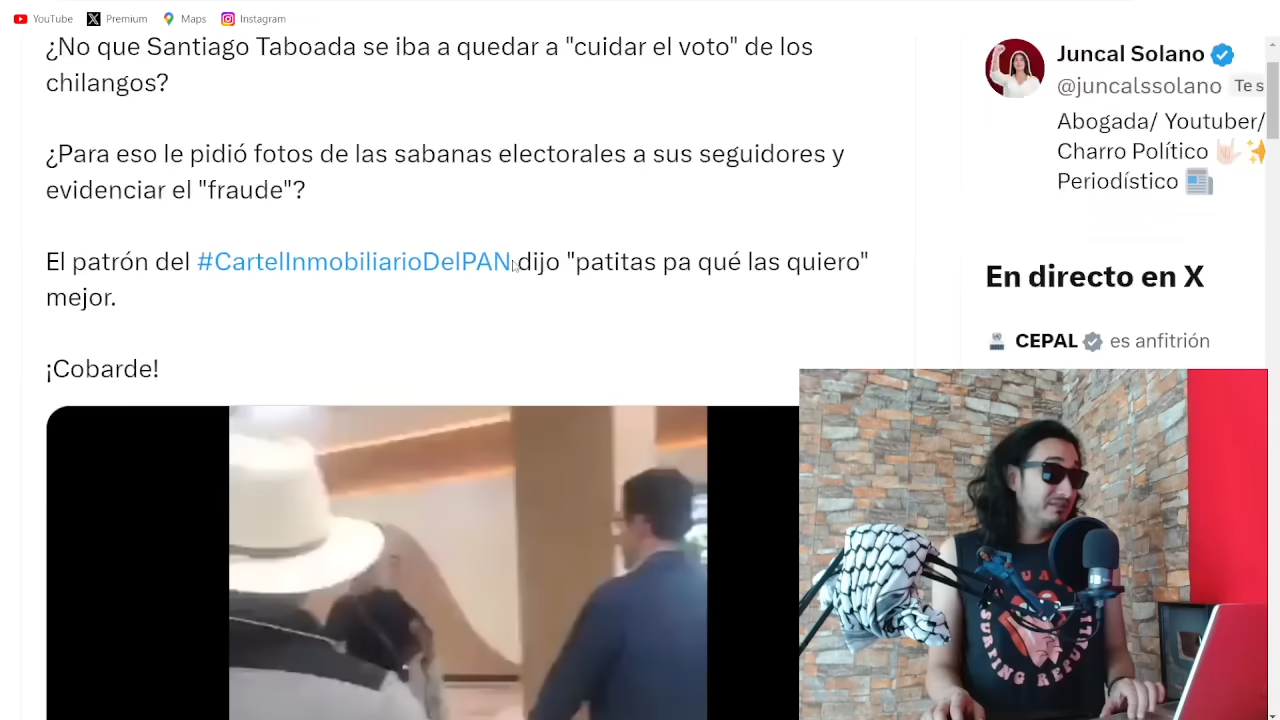 YouTube
Premium
Maps
Instagram
¿No que Santiago Taboada se iba a quedar a "cuidar el voto" de los
chilangos?
¿Para eso le pidió fotos de las sabanas electorales a sus seguidores y
evidenciar el "fraude"?
El patrón del #CartelInmobiliarioDelPAN dijo "patitas pa qué las quiero"
mejor.
¡Cobarde!
Juncal Solano
@juncalssolano Te s
Abogada/ Youtuber/
Charro Político
Periodístico
En directo en X
CEPAL es anfitrión
SURFING REPUBLI